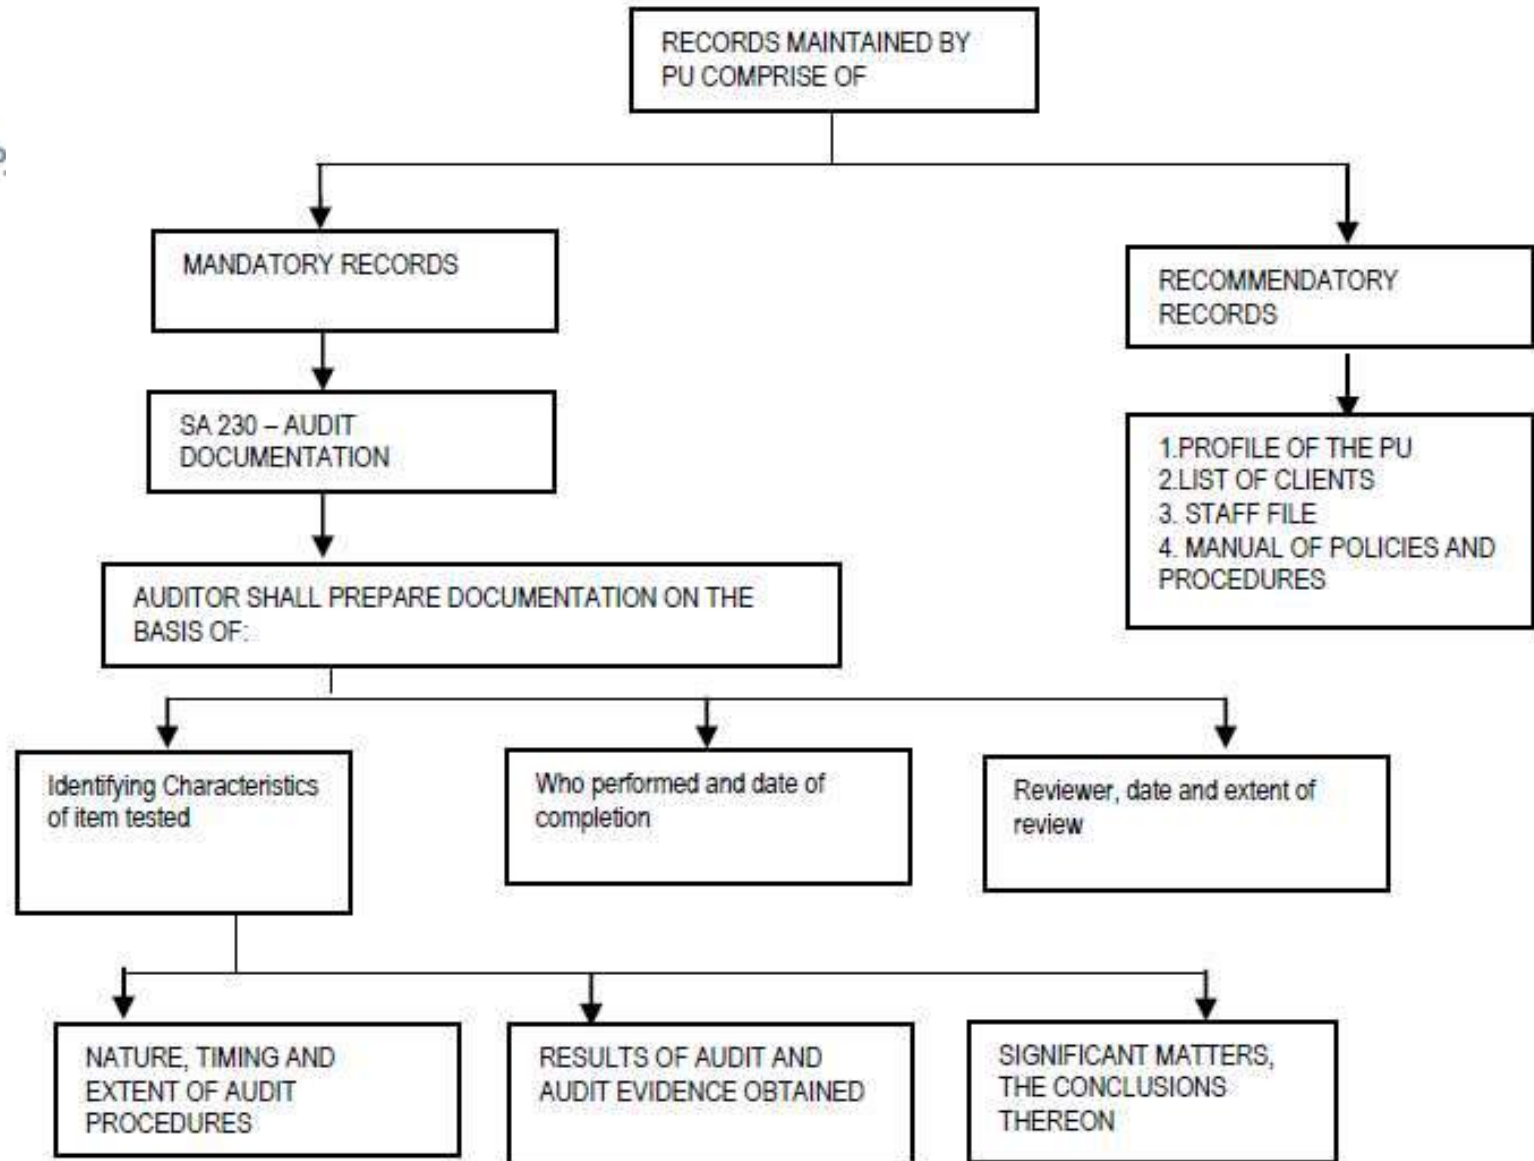 RECORDS MAINTAINED BY
PU COMPRISE OF
MANDATORY RECORDS
RECOMMENDATORY
RECORDS
SA 230 – AUDIT
DOCUMENTATION
1.PROFILE OF THE PU
2.LIST OF CLIENTS
3. STAFF FILE
4. MANUAL OF POLICIES AND
PROCEDURES
AUDITOR SHALL PREPARE DOCUMENTATION ON THE
BASIS OF:
Identifying Characteristics
of item tested
Who performed and date of
completion
Reviewer, date and extent of
review
NATURE, TIMING AND
EXTENT OF AUDIT
PROCEDURES
RESULTS OF AUDIT AND
AUDIT EVIDENCE OBTAINED
SIGNIFICANT MATTERS,
THE CONCLUSIONS
THEREON